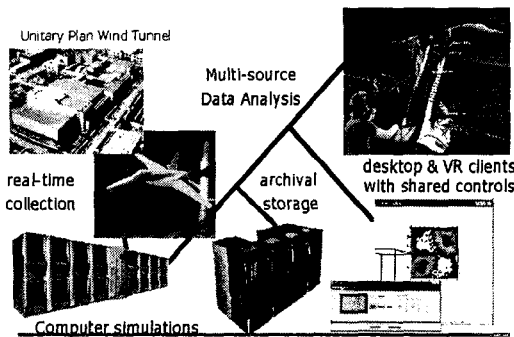 Unitary Plan Wind Tunnel
Multi-source
Data Analysis
real-time
collection
archival
storage
desktop & VR clients
with shared controls
Computer simulations